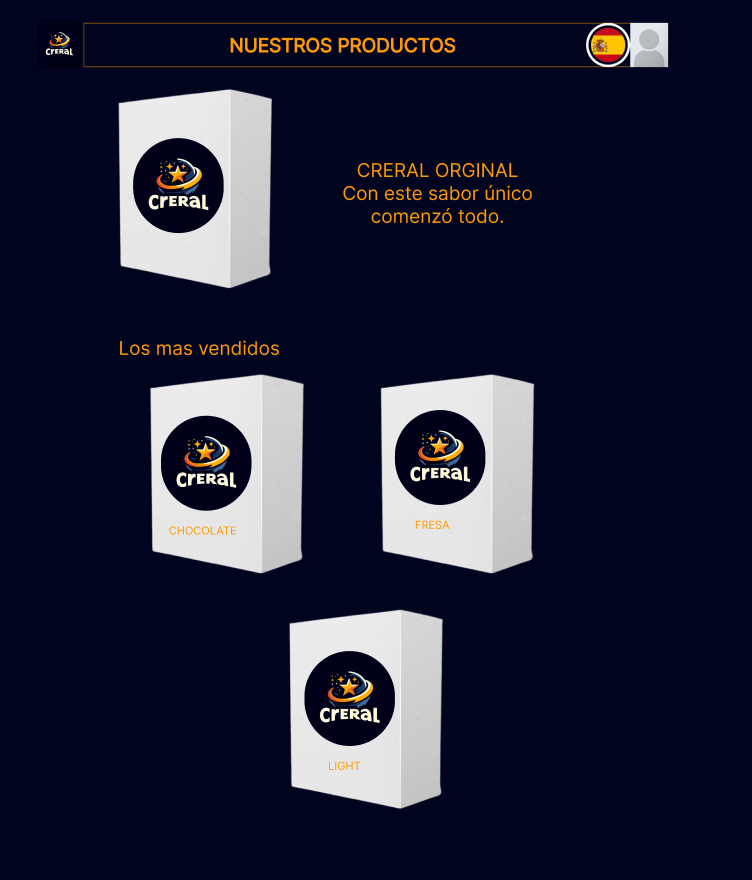 CrERaL
NUESTROS PRODUCTOS
CrERaL
CRERAL ORGINAL
Con este sabor único
comenzó todo.
Los mas vendidos
CrERaL
CHOCOLATE
CrERaL
FRESA
CrERaL
LIGHT